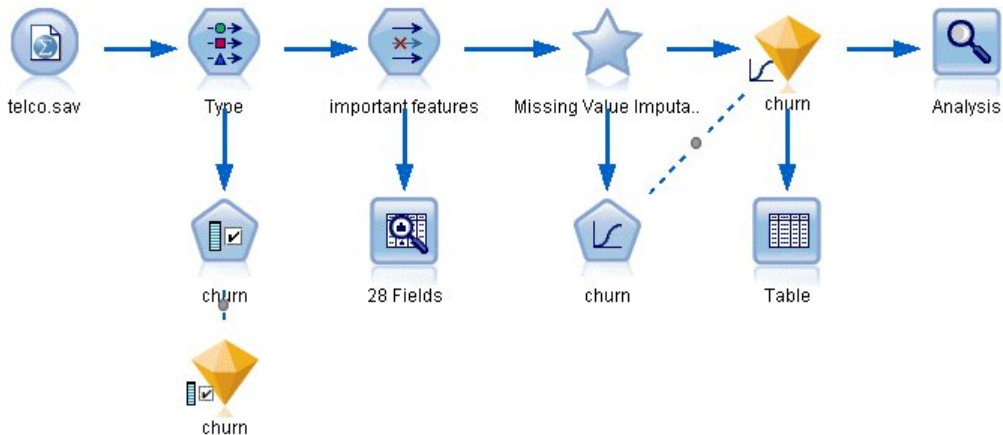 telco.sav
Type
important features
Missing Value Imputa..
churn
Analysis
churn
28 Fields
churn
Table
churn